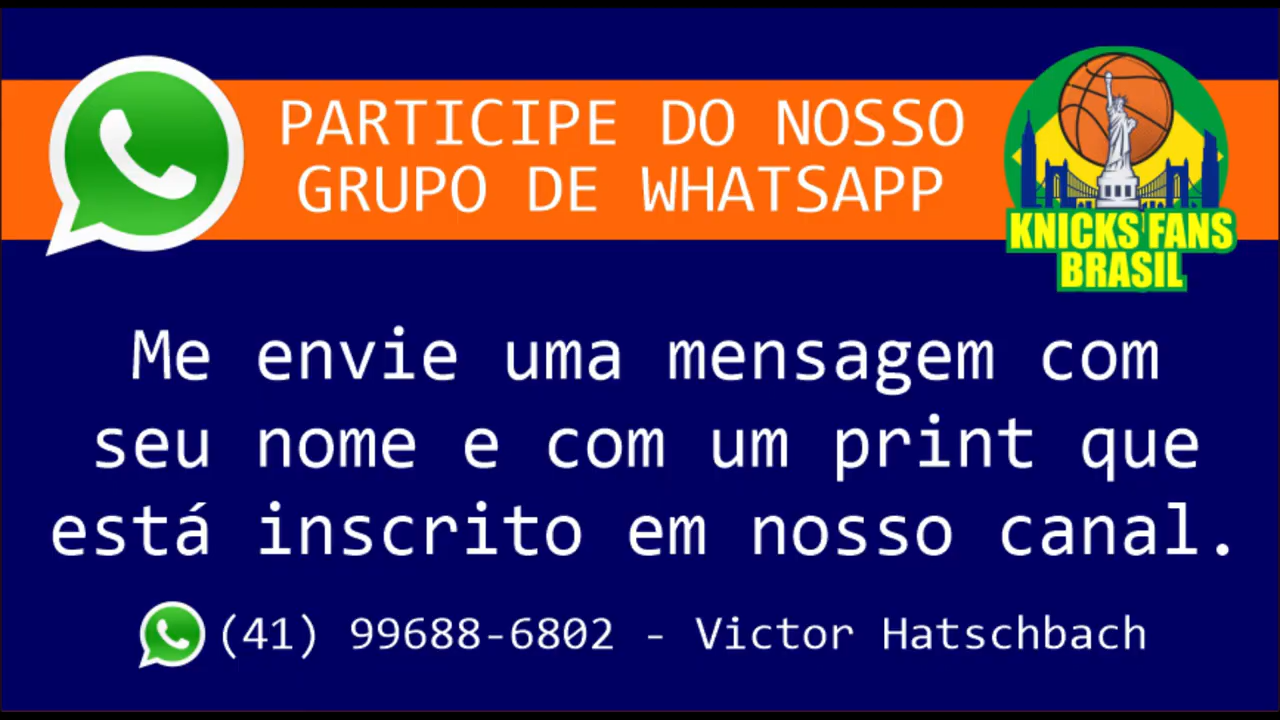 PARTICIPE DO NOSSO
GRUPO DE WHATSAPP
KNICKS FANS
BRASIL
Me envie uma mensagem com
seu nome e com um print que
está inscrito em nosso canal.
(41) 99688-6802 - Victor Hatschbach